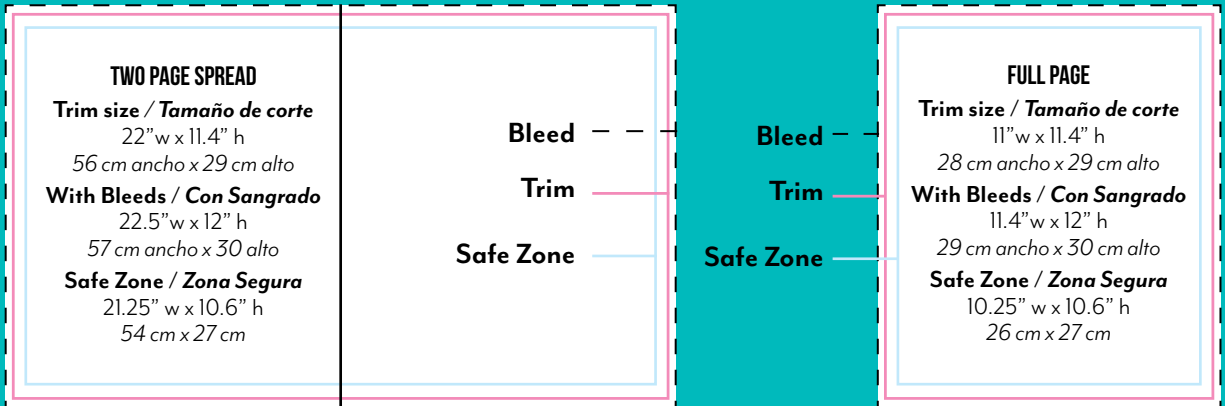 TWO PAGE SPREAD
Trim size / Tamaño de corte
22”w x 11.4” h
56 cm ancho x 29 cm alto
With Bleeds / Con Sangrado
22.5”w x 12” h
57 cm ancho x 30 alto
Safe Zone / Zona Segura
21.25” w x 10.6” h
54 cm x 27 cm
Bleed
Trim
Safe Zone
Bleed
Trim
Safe Zone
FULL PAGE
Trim size / Tamaño de corte
11”w x 11.4” h
28 cm ancho x 29 cm alto
With Bleeds / Con Sangrado
11.4”w x 12” h
29 cm ancho x 30 cm alto
Safe Zone / Zona Segura
10.25” w x 10.6” h
26 cm x 27 cm